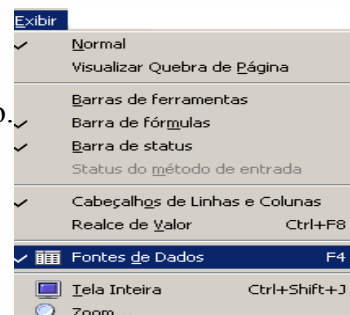 Exibir
Normal
Visualizar Quebra de Página
Barras de ferramentas
Barra de fórmulas
Barra de status
Status do método de entrada
Cabeçalhos de Linhas e Colunas
Realce de Valor Ctrl+F8
Fontes de Dados F4
Tela Inteira Ctrl+Shift+J
Zoom